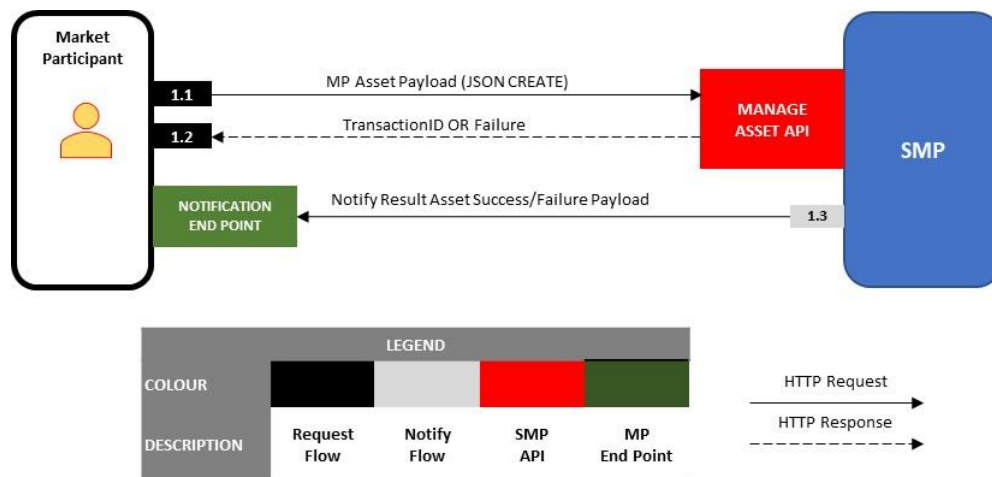 Market
Participant
1.1
MP Asset Payload (JSON CREATE)
MANAGE
ASSET API
1.2
TransactionID OR Failure
SMP
NOTIFICATION
END POINT
Notify Result Asset Success/Failure Payload
1.3
LEGEND
COLOUR
DESCRIPTION
Request
Flow
Notify
Flow
SMP
API
MP
End Point
HTTP Request
HTTP Response